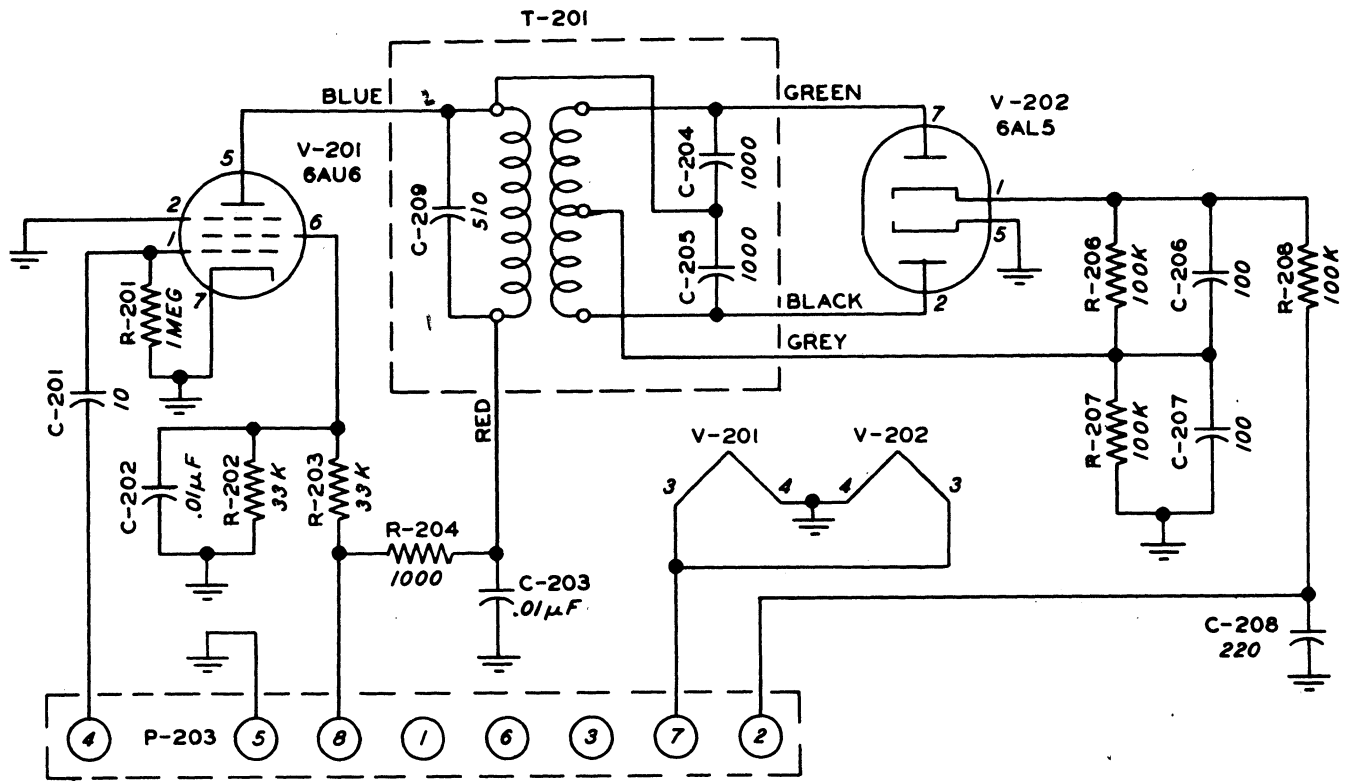 T-201
BLUE
2
GREEN
V-202
6AL5
V-201
6AU6
5
7
C-204
1000
C-209
510
2
6
1
7
1
5
2
C-205
1000
R-201
1MEG
BLACK
GREY
1
R-206
100K
C-206
100
R-208
100K
C-201
10
RED
C-202
.01µF
R-202
33K
R-203
33K
V-201
V-202
3
4
4
3
R-207
100K
C-207
100
R-204
1000
C-203
.01µF
C-208
220
4
P-203
5
8
1
6
3
7
2